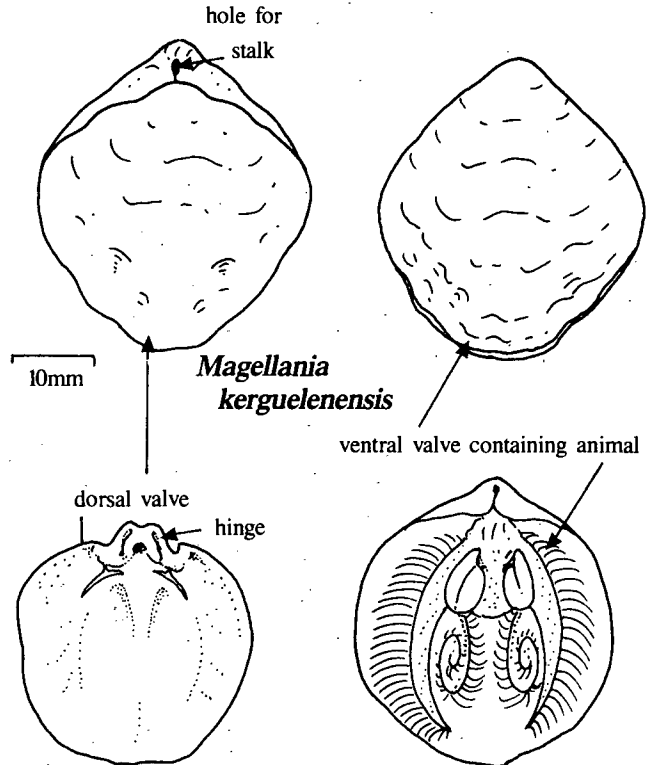 hole for
stalk
10mm
Magellania
kerguelenensis
ventral valve containing animal
dorsal valve
hinge